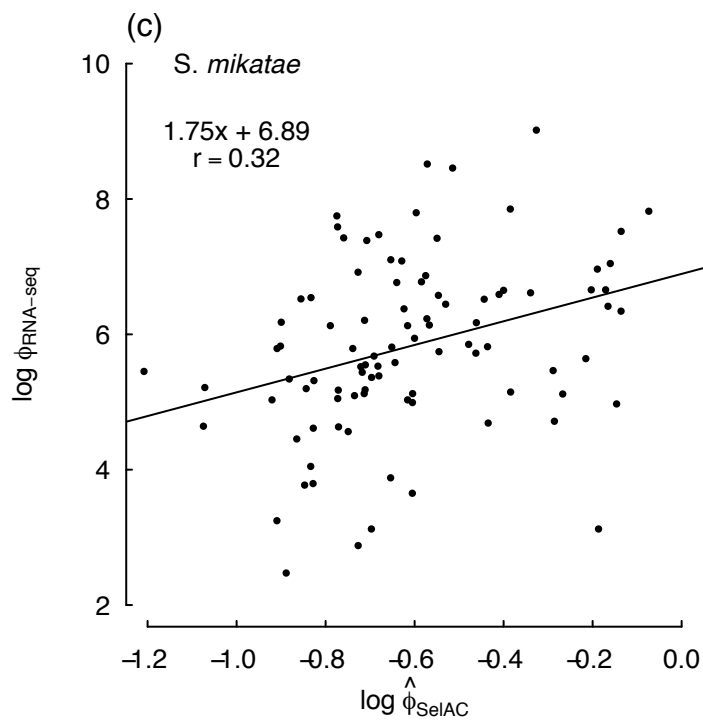 (c)
S. mikatae
1.75x + 6.89
r = 0.32
10
8
6
4
2
log ϕRNA−seq
−1.2 −1.0 −0.8 −0.6 −0.4 −0.2 0.0
log ϕ̂SelAC